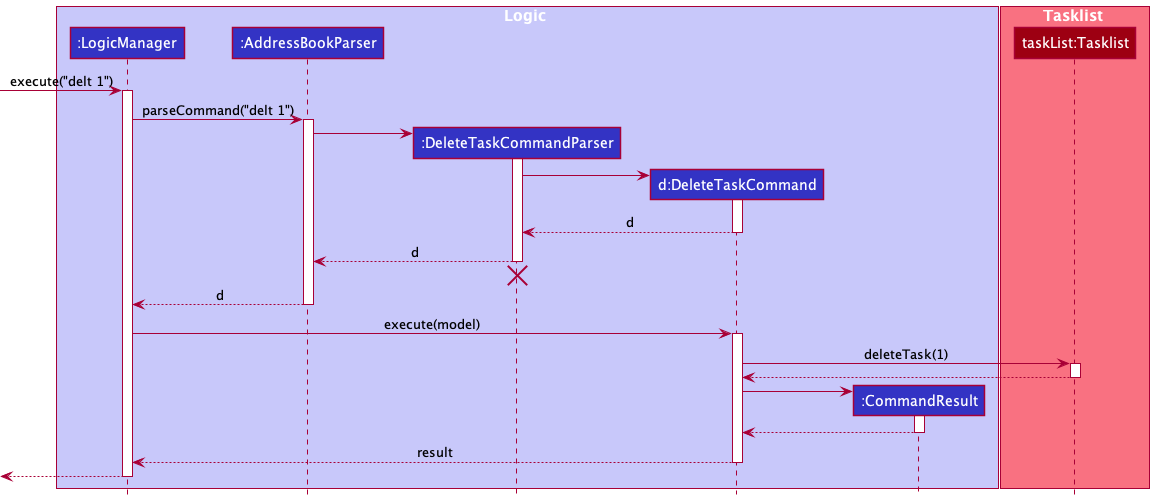 Logic
Tasklist
:LogicManager
:AddressBookParser
taskList:Tasklist
execute("delt 1")
parseCommand("delt 1")
:DeleteTaskCommandParser
d:DeleteTaskCommand
d
d
d
execute(model)
deleteTask(1)
:CommandResult
result